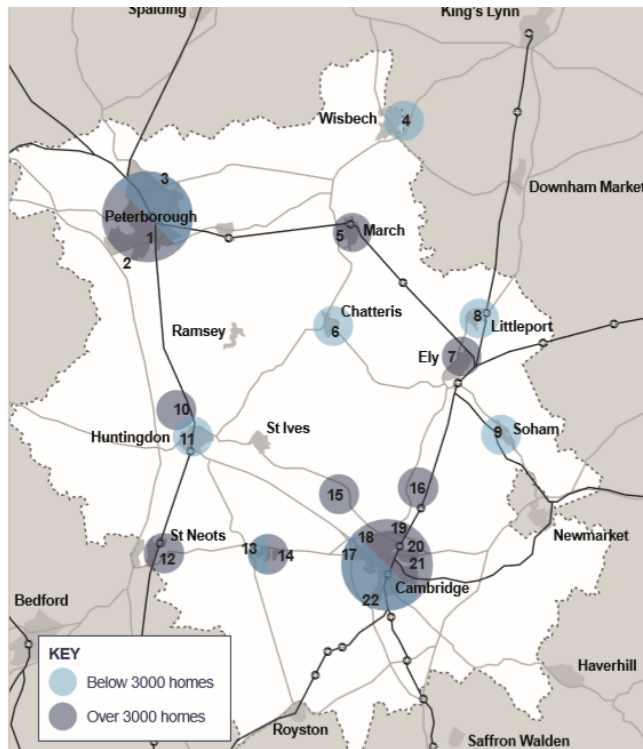 Spalding
King's Lynn
Wisbech
4
Downham Market
3
Peterborough
1
2
5
March
Chatteris
6
8
Littleport
Ramsey
Ely
7
10
Huntingdon
11
St Ives
9
Soham
15
16
Newmarket
St Neots
12
13
14
17
18
19
20
21
Cambridge
22
Bedford
KEY
Below 3000 homes
Over 3000 homes
Royston
Haverhill
Saffron Walden